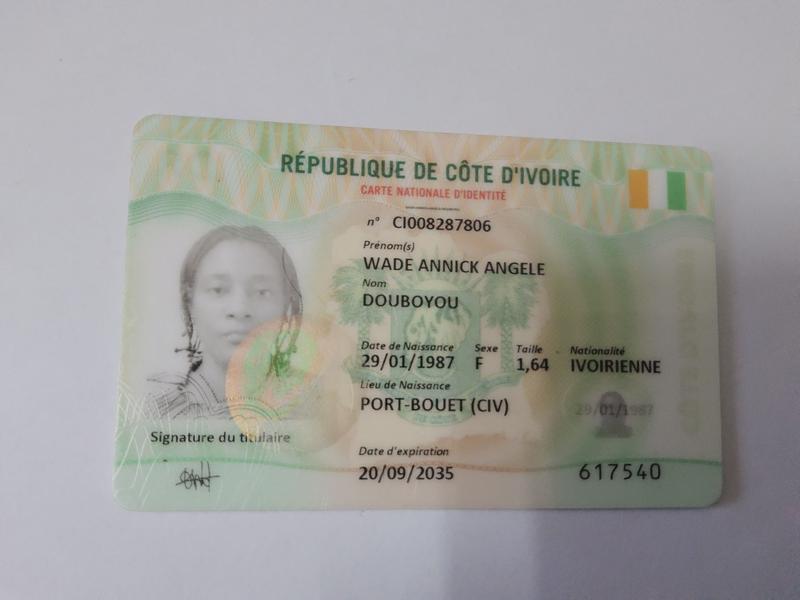 RÉPUBLIQUE DE CÔTE D'IVOIRE
CARTE NATIONALE D'IDENTITÉ
n° CI008287806
Prénom(s)
WADE ANNICK ANGELE
Nom
DOUBOYOU
Date de Naissance Sexe Taille Nationalité
29/01/1987 F 1,64 IVOIRIENNE
Lieu de Naissance
PORT-BOUET (CIV)
29/01/1987
Signature du titulaire
Date d'expiration
20/09/2035
617540